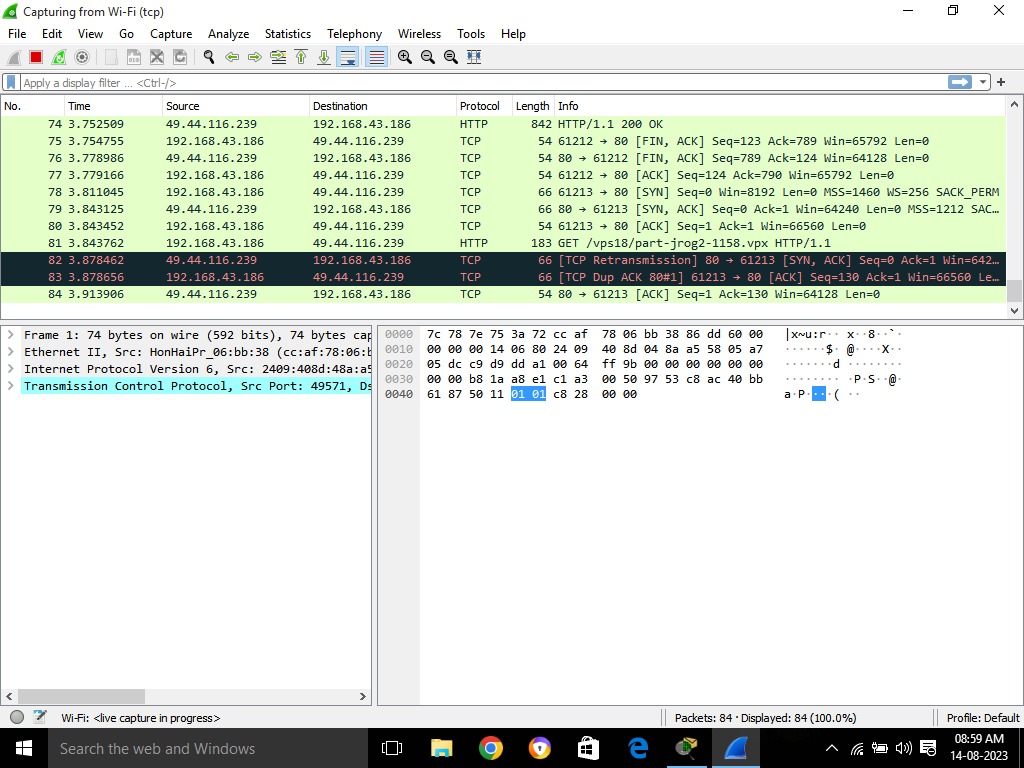 Capturing from Wi-Fi (tcp)
File Edit View Go Capture Analyze Statistics Telephony Wireless Tools Help
Apply a display filter ... <Ctrl-/>
No. Time Source Destination Protocol Length Info
74 3.752509 49.44.116.239 192.168.43.186 HTTP 842 HTTP/1.1 200 OK
75 3.754755 192.168.43.186 49.44.116.239 TCP 54 61212 → 80 [FIN, ACK] Seq=123 Ack=789 Win=65792 Len=0
76 3.778986 49.44.116.239 192.168.43.186 TCP 54 80 → 61212 [FIN, ACK] Seq=789 Ack=124 Win=64128 Len=0
77 3.779166 192.168.43.186 49.44.116.239 TCP 54 61212 → 80 [ACK] Seq=124 Ack=790 Win=65792 Len=0
78 3.811045 192.168.43.186 49.44.116.239 TCP 66 61213 → 80 [SYN] Seq=0 Win=8192 Len=0 MSS=1460 WS=256 SACK_PERM
79 3.843125 49.44.116.239 192.168.43.186 TCP 66 80 → 61213 [SYN, ACK] Seq=0 Ack=1 Win=64240 Len=0 MSS=1212 SAC…
80 3.843452 192.168.43.186 49.44.116.239 TCP 54 61213 → 80 [ACK] Seq=1 Ack=1 Win=66560 Len=0
81 3.843762 192.168.43.186 49.44.116.239 HTTP 183 GET /vps18/part-jrog2-1158.vpx HTTP/1.1
82 3.878462 49.44.116.239 192.168.43.186 TCP 66 [TCP Retransmission] 80 → 61213 [SYN, ACK] Seq=0 Ack=1 Win=642…
83 3.878656 192.168.43.186 49.44.116.239 TCP 66 [TCP Dup ACK 80#1] 61213 → 80 [ACK] Seq=130 Ack=1 Win=66560 Le…
84 3.913906 49.44.116.239 192.168.43.186 TCP 54 80 → 61213 [ACK] Seq=1 Ack=130 Win=64128 Len=0
Frame 1: 74 bytes on wire (592 bits), 74 bytes cap
Ethernet II, Src: HonHaiPr_06:bb:38 (cc:af:78:06:b
Internet Protocol Version 6, Src: 2409:408d:48a:a5
Transmission Control Protocol, Src Port: 49571, Ds
0000 7c 78 7e 75 3a 72 cc af 78 06 bb 38 86 dd 60 00 |x~u:r·· x··8··`·
0010 00 00 00 14 06 80 24 09 40 8d 04 8a a5 58 05 a7 ······$· @····X··
0020 05 dc c9 d9 dd a1 00 64 ff 9b 00 00 00 00 00 00 ·······d ········
0030 00 00 b8 1a a8 e1 c1 a3 00 50 97 53 c8 ac 40 bb ········ ·P·S··@·
0040 61 87 50 11 01 01 c8 28 00 00 a·P····( ··
Wi-Fi: <live capture in progress>
Packets: 84 · Displayed: 84 (100.0%)
Profile: Default
Search the web and Windows
08:59 AM
14-08-2023